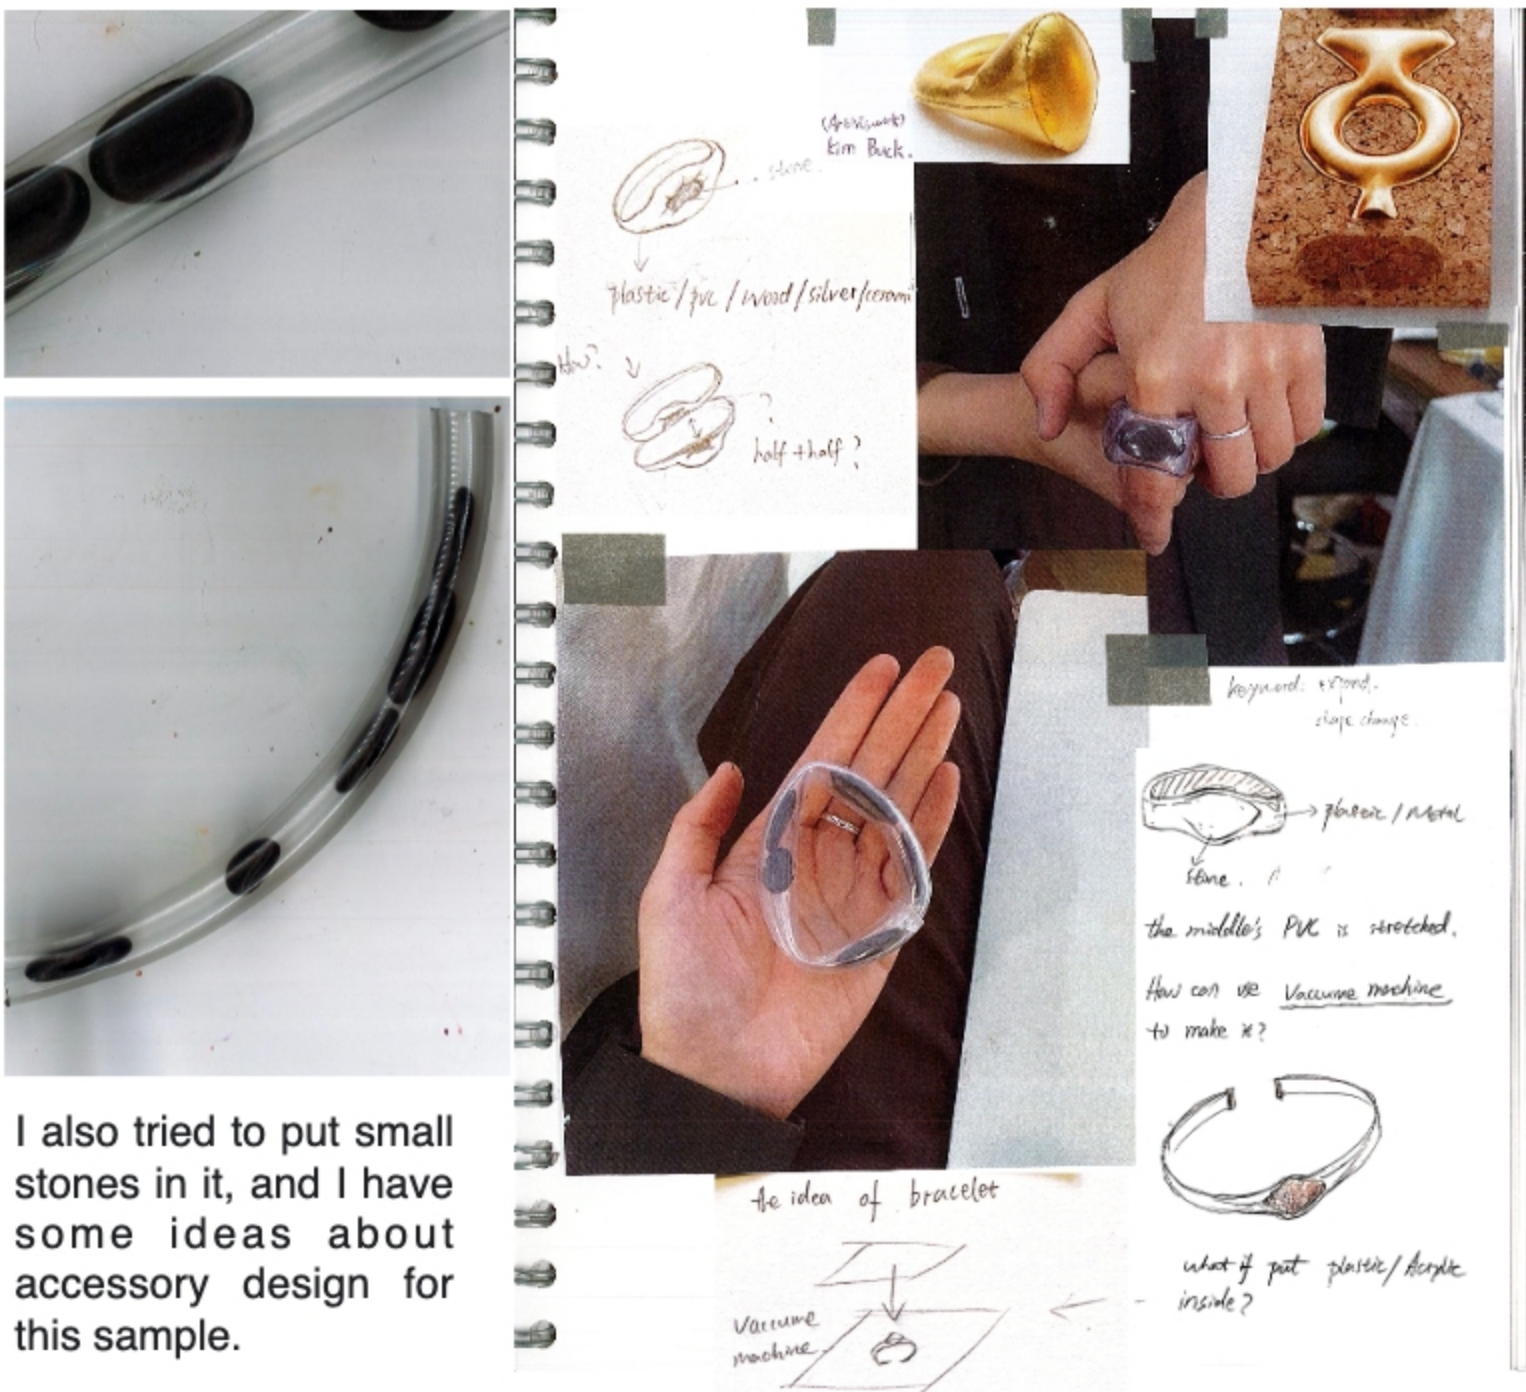 I also tried to put small
stones in it, and I have
some ideas about
accessory design for
this sample.
Kim Buck.
stone.
plastic / pvc / wood / silver / cerami
How?
?
half + half ?
keyword: expand.
shape change.
plastic / Metal
stone.
the middle's PVC is stretched.
How can use Vaccume machine
to make it?
what if put plastic / Acrylic
inside?
the idea of bracelet
Vaccume
machine